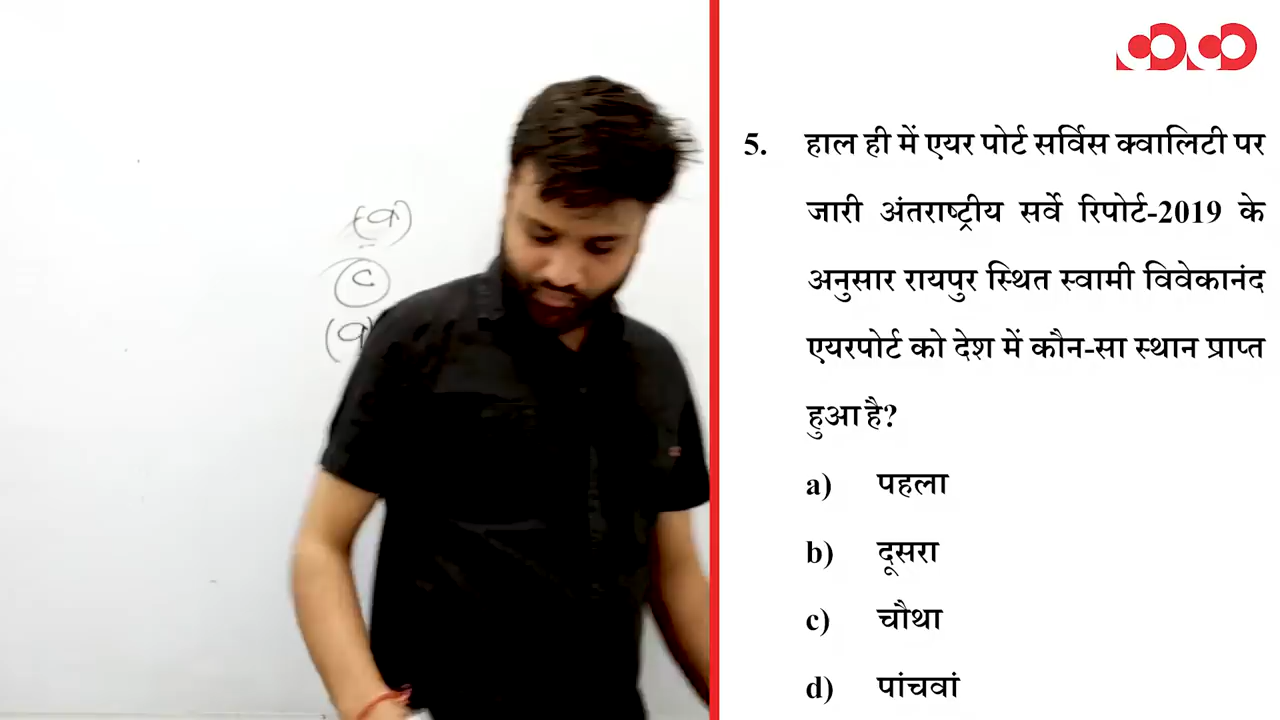 (a)
c
(a)
5. हाल ही में एयर पोर्ट सर्विस क्वालिटी पर
जारी अंतराष्ट्रीय सर्वे रिपोर्ट-2019 के
अनुसार रायपुर स्थित स्वामी विवेकानंद
एयरपोर्ट को देश में कौन-सा स्थान प्राप्त
हुआ है?
a) पहला
b) दूसरा
c) चौथा
d) पांचवां